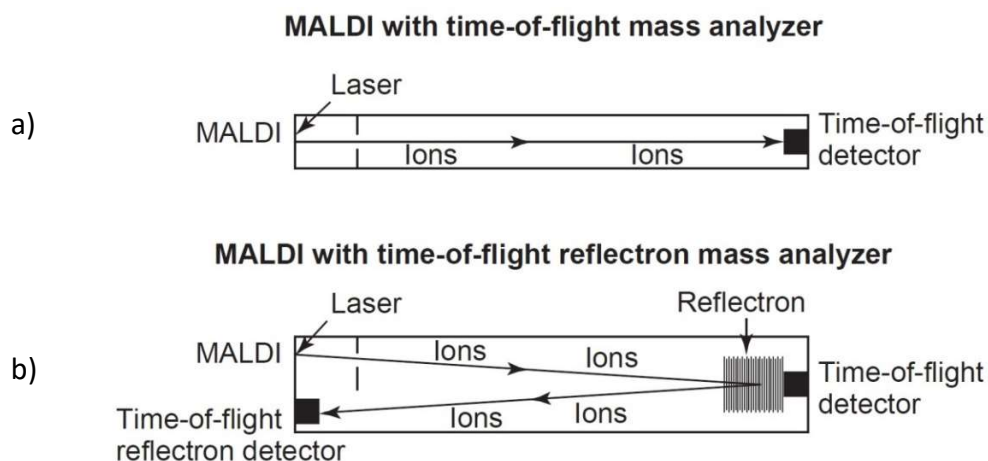 MALDI with time-of-flight mass analyzer
a)
Laser
MALDI
Ions
Ions
Time-of-flight
detector
MALDI with time-of-flight reflectron mass analyzer
b)
Laser
Reflectron
MALDI
Ions
Ions
Time-of-flight
detector
Ions
Ions
Time-of-flight
reflectron detector